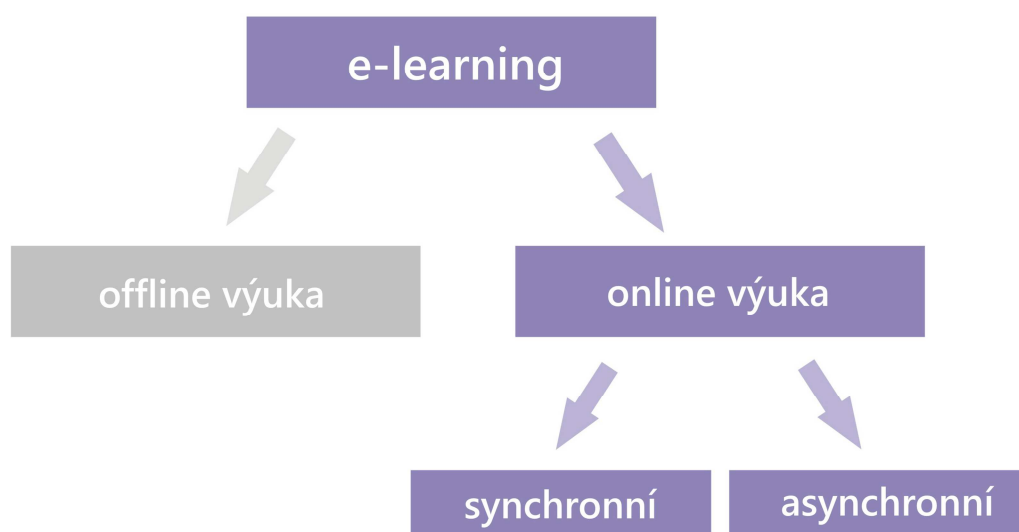 e-learning
offline výuka
online výuka
synchronní
asynchronní